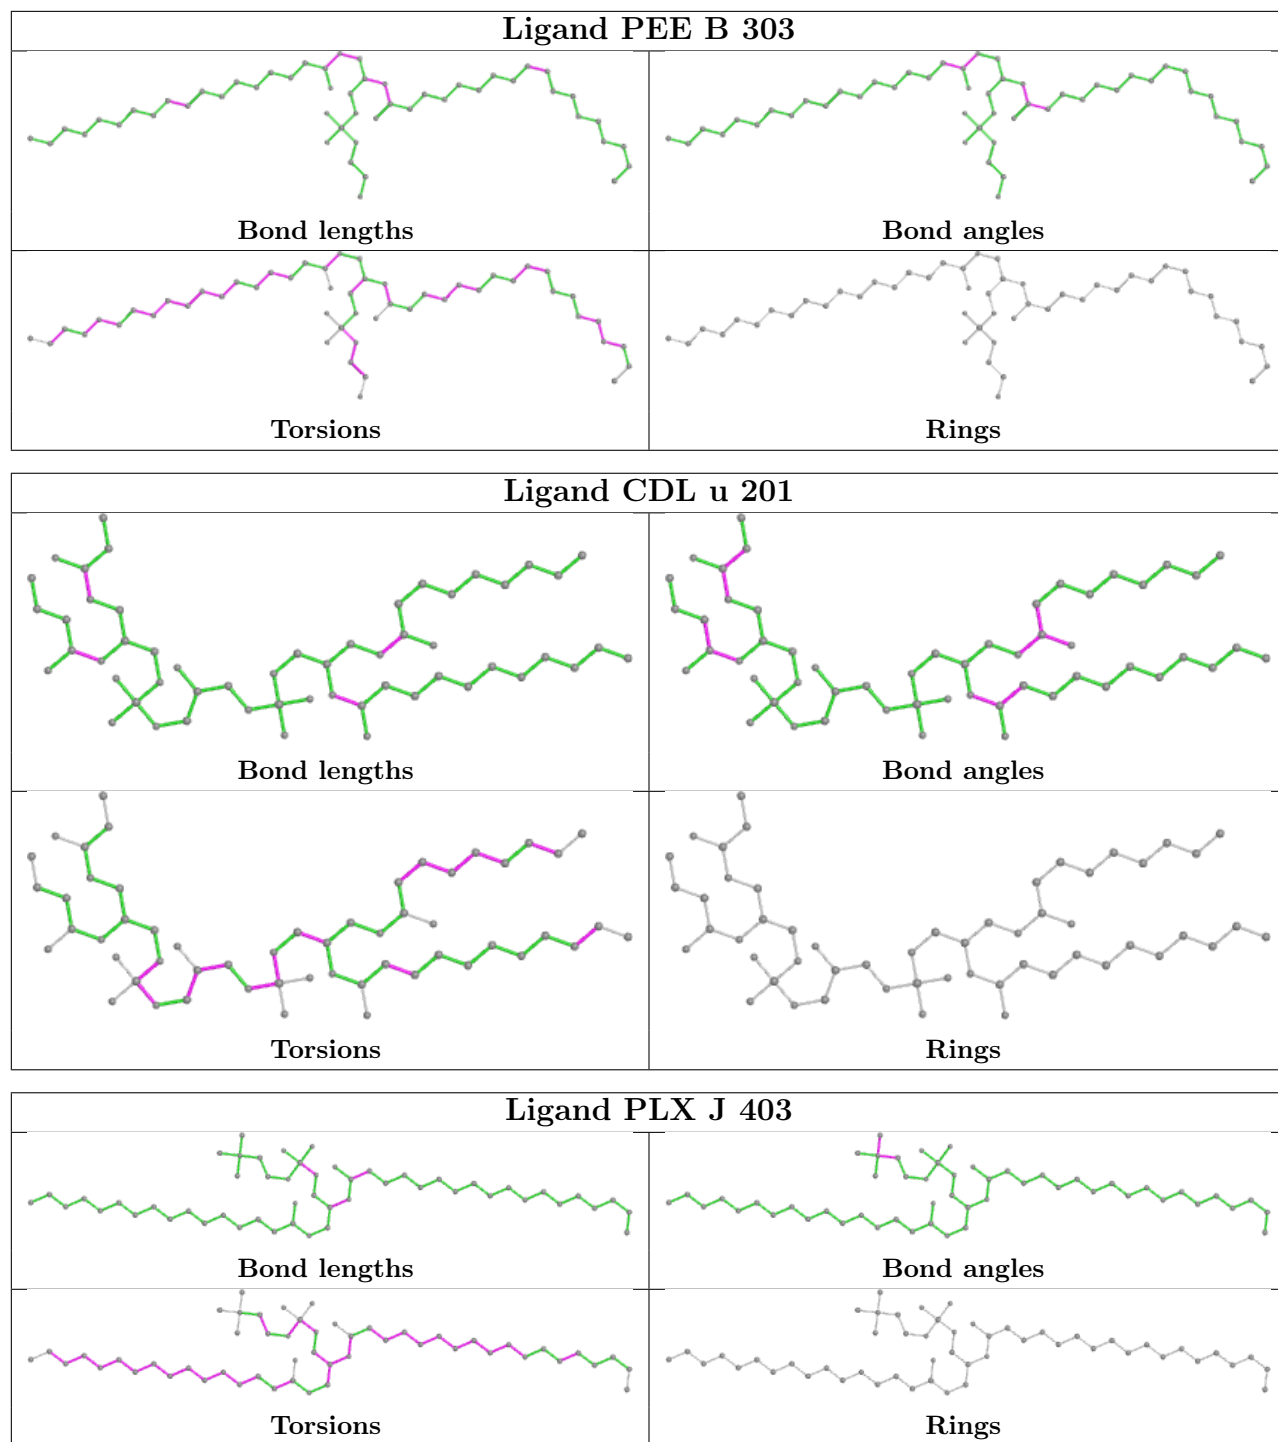 Ligand PEE B 303
Bond lengths
Bond angles
Torsions
Rings
Ligand CDL u 201
Bond lengths
Bond angles
Torsions
Rings
Ligand PLX J 403
Bond lengths
Bond angles
Torsions
Rings